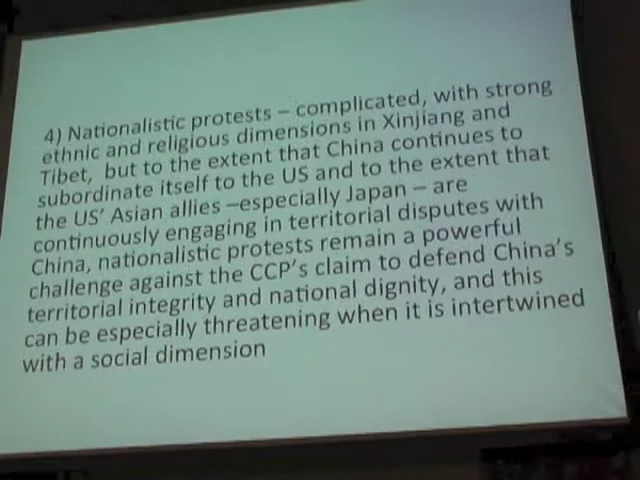 4) Nationalistic protests – complicated, with strong
ethnic and religious dimensions in Xinjiang and
Tibet, but to the extent that China continues to
subordinate itself to the US and to the extent that
the US' Asian allies –especially Japan – are
continuously engaging in territorial disputes with
China, nationalistic protests remain a powerful
challenge against the CCP's claim to defend China's
territorial integrity and national dignity, and this
can be especially threatening when it is intertwined
with a social dimension